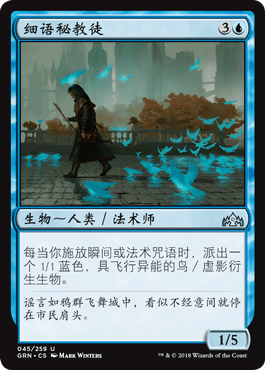 细语秘教徒 3
生物～人类／法术师
每当你施放瞬间或法术咒语时，派出一
个 1/1 蓝色，具飞行异能的鸟／虚影衍
生生物。
谣言如鸦群飞舞城中，看似不经意间就停
在市民肩头。
1/5
045/259 U
GRN • CS MARK WINTERS
™ & © 2018 Wizards of the Coast